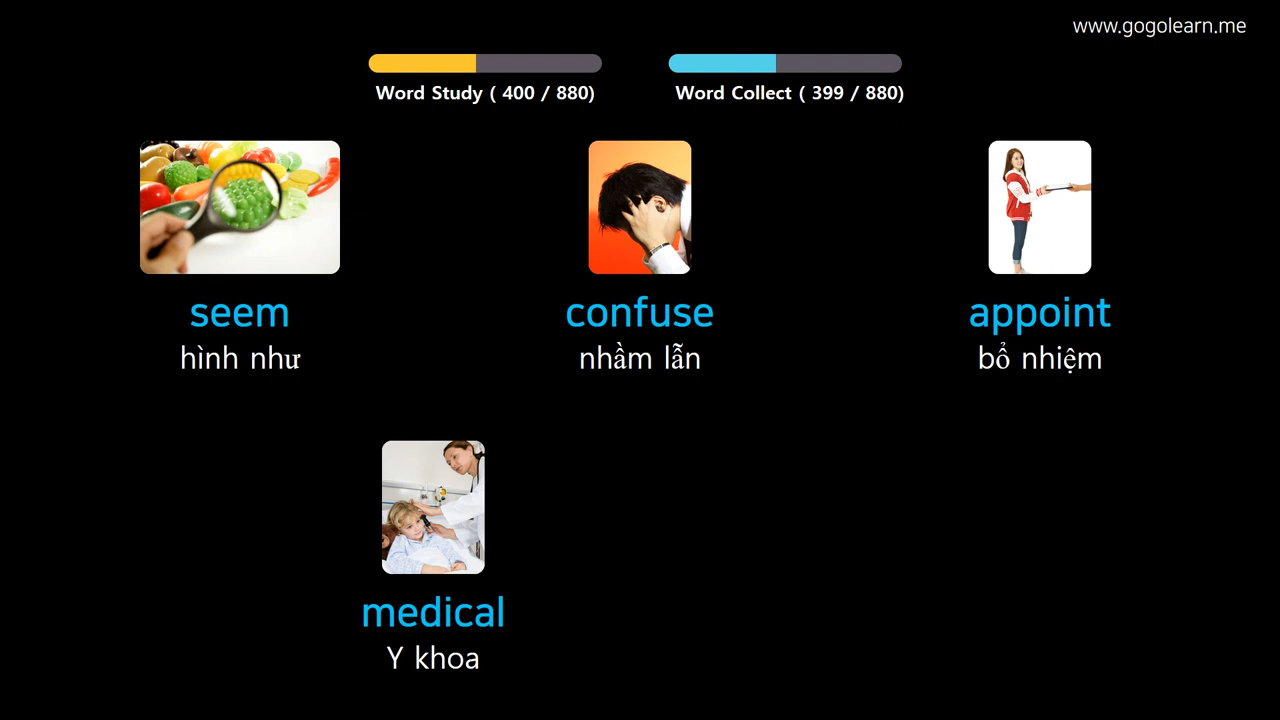 www.gogolearn.me
Word Study ( 400 / 880)
Word Collect ( 399 / 880)
seem
hình như
confuse
nhầm lẫn
appoint
bổ nhiệm
medical
Y khoa